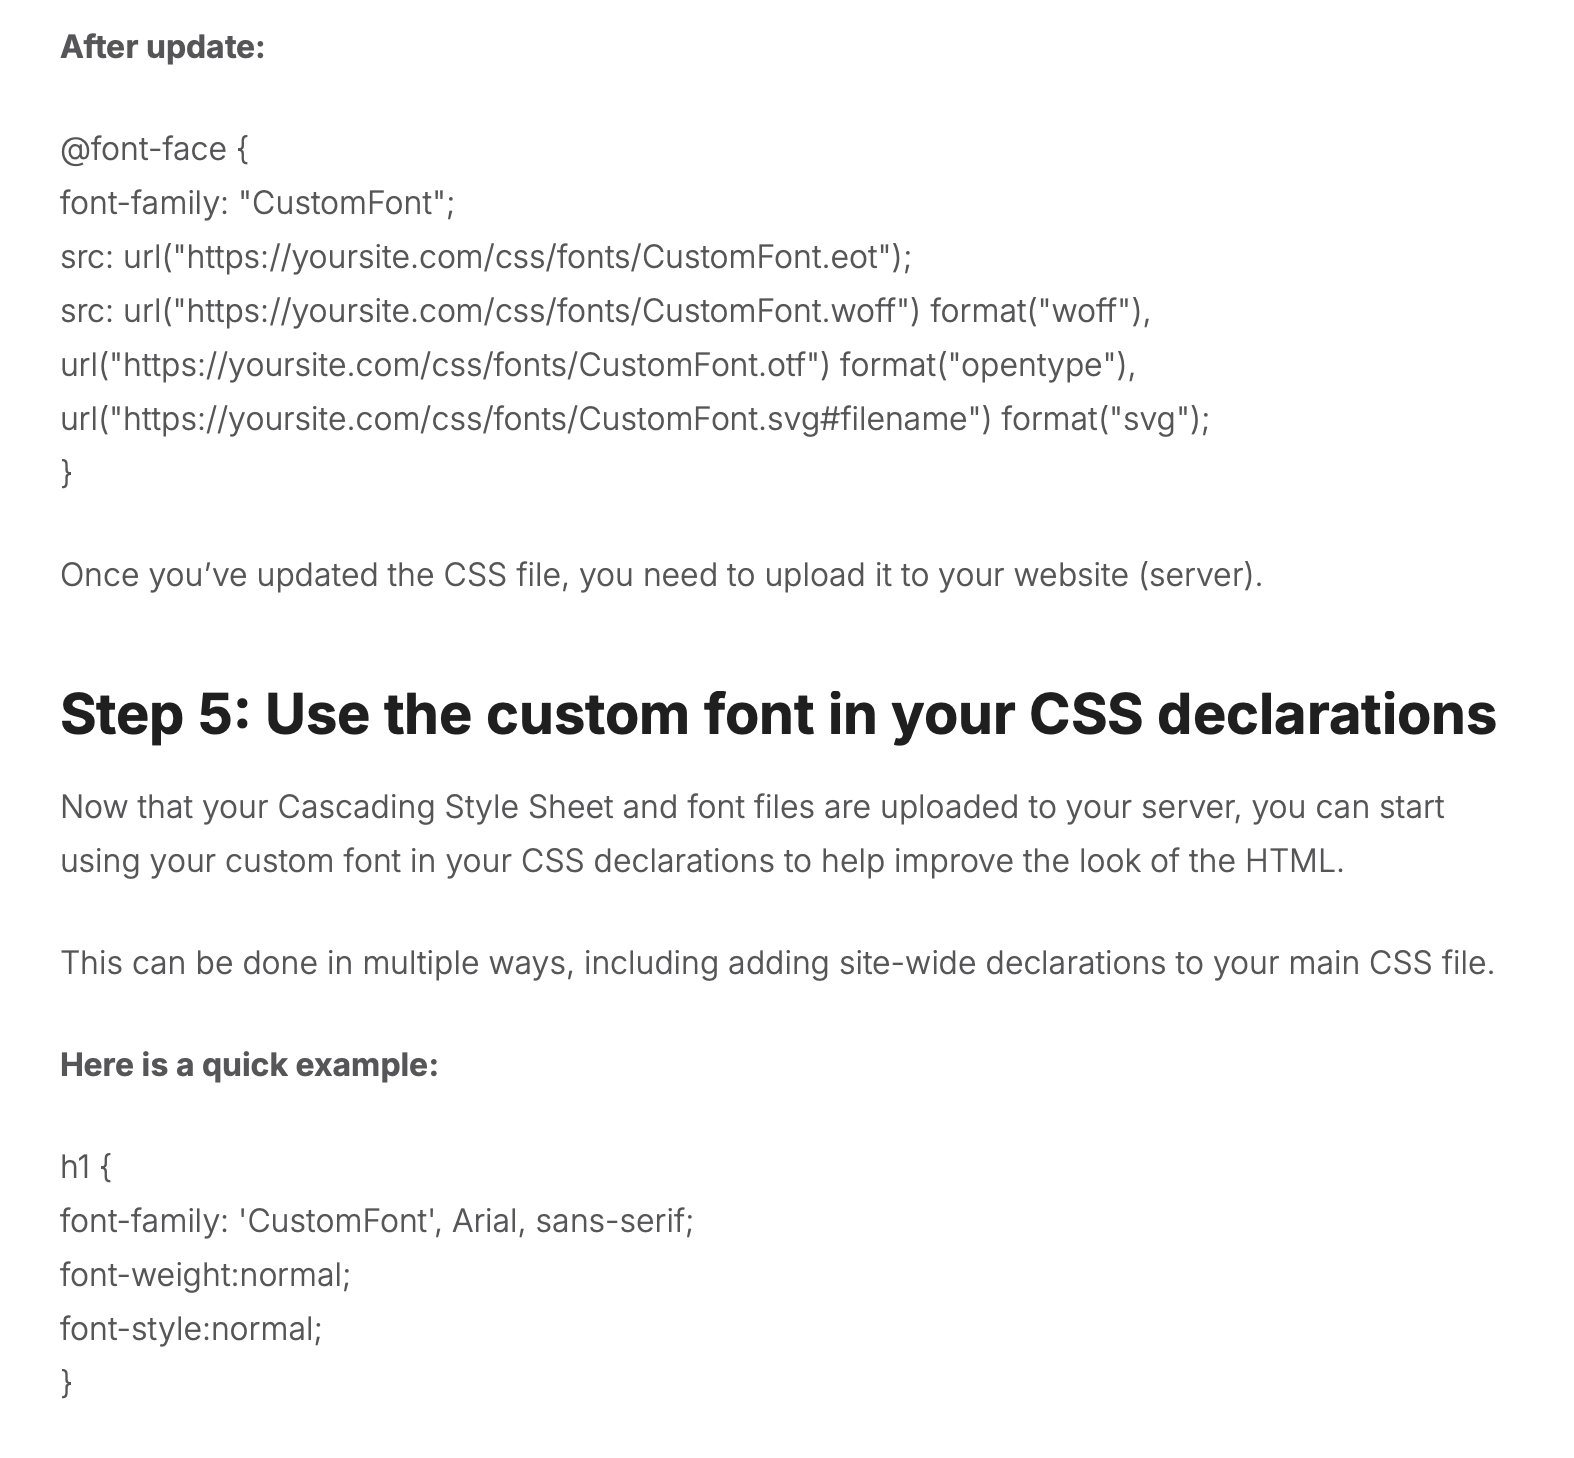 After update:
@font-face {
font-family: "CustomFont";
src: url("https://yoursite.com/css/fonts/CustomFont.eot");
src: url("https://yoursite.com/css/fonts/CustomFont.woff") format("woff"),
url("https://yoursite.com/css/fonts/CustomFont.otf") format("opentype"),
url("https://yoursite.com/css/fonts/CustomFont.svg#filename") format("svg");
}
Once you’ve updated the CSS file, you need to upload it to your website (server).
Step 5: Use the custom font in your CSS declarations
Now that your Cascading Style Sheet and font files are uploaded to your server, you can start
using your custom font in your CSS declarations to help improve the look of the HTML.
This can be done in multiple ways, including adding site-wide declarations to your main CSS file.
Here is a quick example:
h1 {
font-family: 'CustomFont', Arial, sans-serif;
font-weight:normal;
font-style:normal;
}